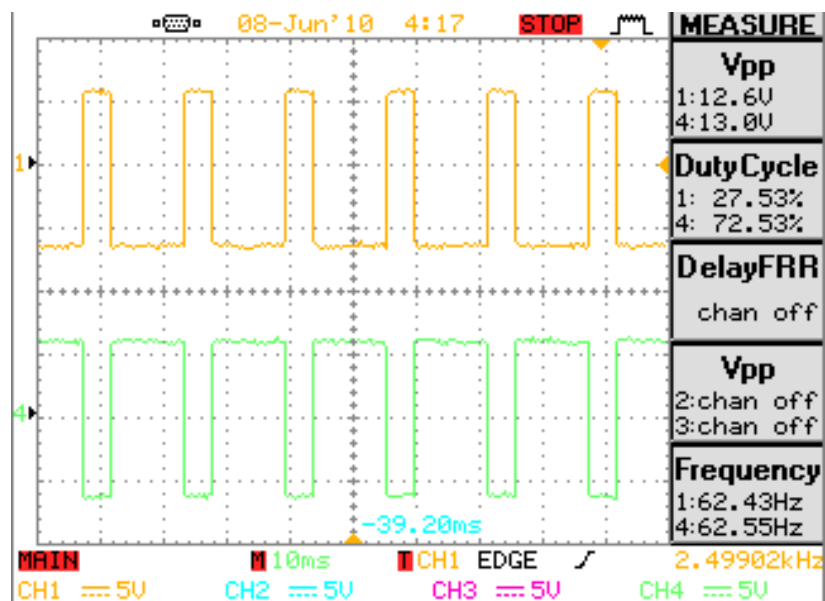 08-Jun'10 4:17 STOP
MEASURE
Vpp
1:12.6V
4:13.0V
DutyCycle
1: 27.53%
4: 72.53%
DelayFRR
chan off
Vpp
2:chan off
3:chan off
Frequency
1:62.43Hz
4:62.55Hz
1
4
-39.20ms
MAIN M 10ms T CH1 EDGE 2.49902kHz
CH1 5V CH2 5V CH3 5V CH4 5V